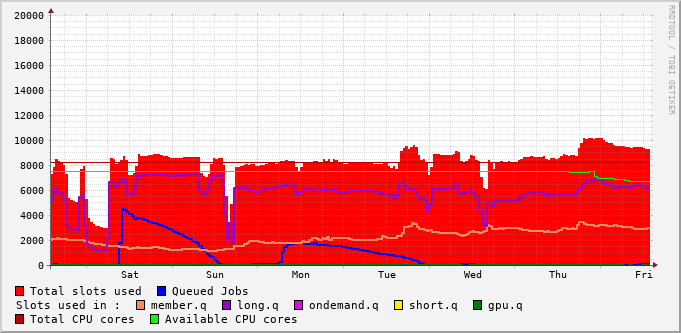 RRDTOOL / TOBI OETIKER
20000
18000
16000
14000
12000
10000
8000
6000
4000
2000
0
Sat Sun Mon Tue Wed Thu Fri
Total slots used Queued Jobs
Slots used in : member.q long.q ondemand.q short.q gpu.q
Total CPU cores Available CPU cores